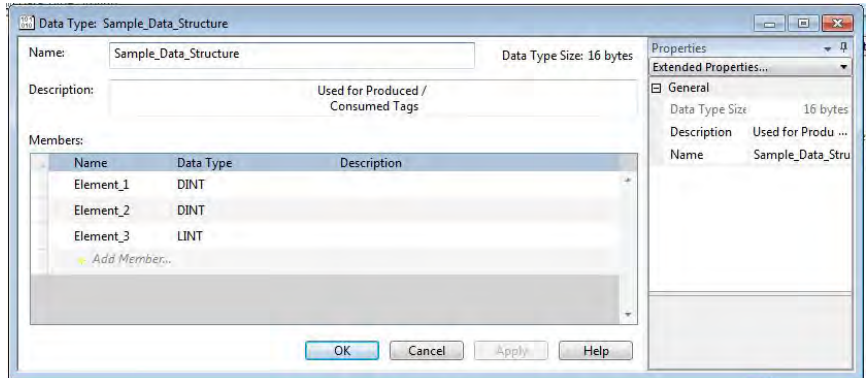 Data Type: Sample_Data_Structure
Name: Sample_Data_Structure Data Type Size: 16 bytes
Description: Used for Produced /
Consumed Tags
Members:
Name Data Type Description
Element_1 DINT
Element_2 DINT
Element_3 LINT
Add Member...
OK Cancel Apply Help
Properties
Extended Properties...
General
Data Type Size 16 bytes
Description Used for Produ ...
Name Sample_Data_Stru